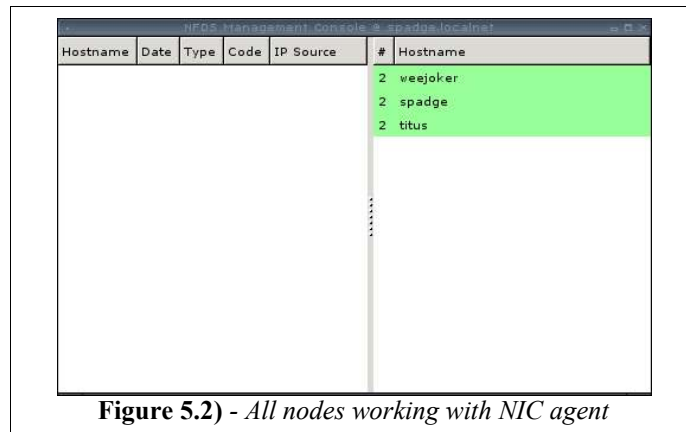 NFDS Management Console @ spadge.localnet
Hostname Date Type Code IP Source # Hostname
2 weejoker
2 spadge
2 titus
Figure 5.2) - All nodes working with NIC agent